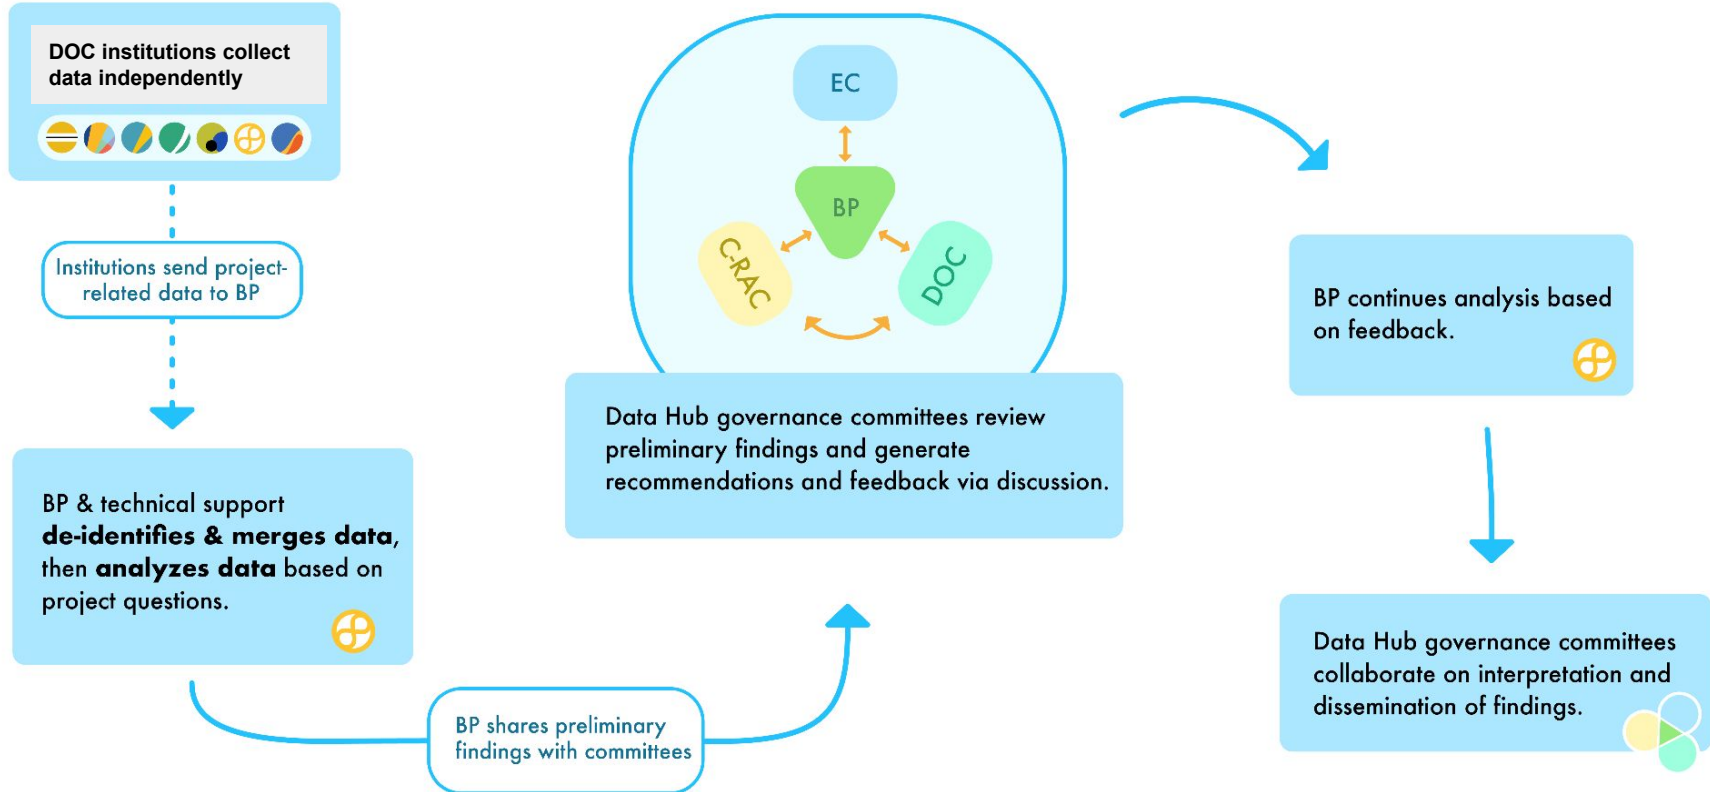 DOC institutions collect
data independently
Institutions send project-
related data to BP
BP & technical support
de-identifies & merges data,
then analyzes data based on
project questions.
BP shares preliminary
findings with committees
EC
BP
C-RAC
DOC
Data Hub governance committees review
preliminary findings and generate
recommendations and feedback via discussion.
BP continues analysis based
on feedback.
Data Hub governance committees
collaborate on interpretation and
dissemination of findings.